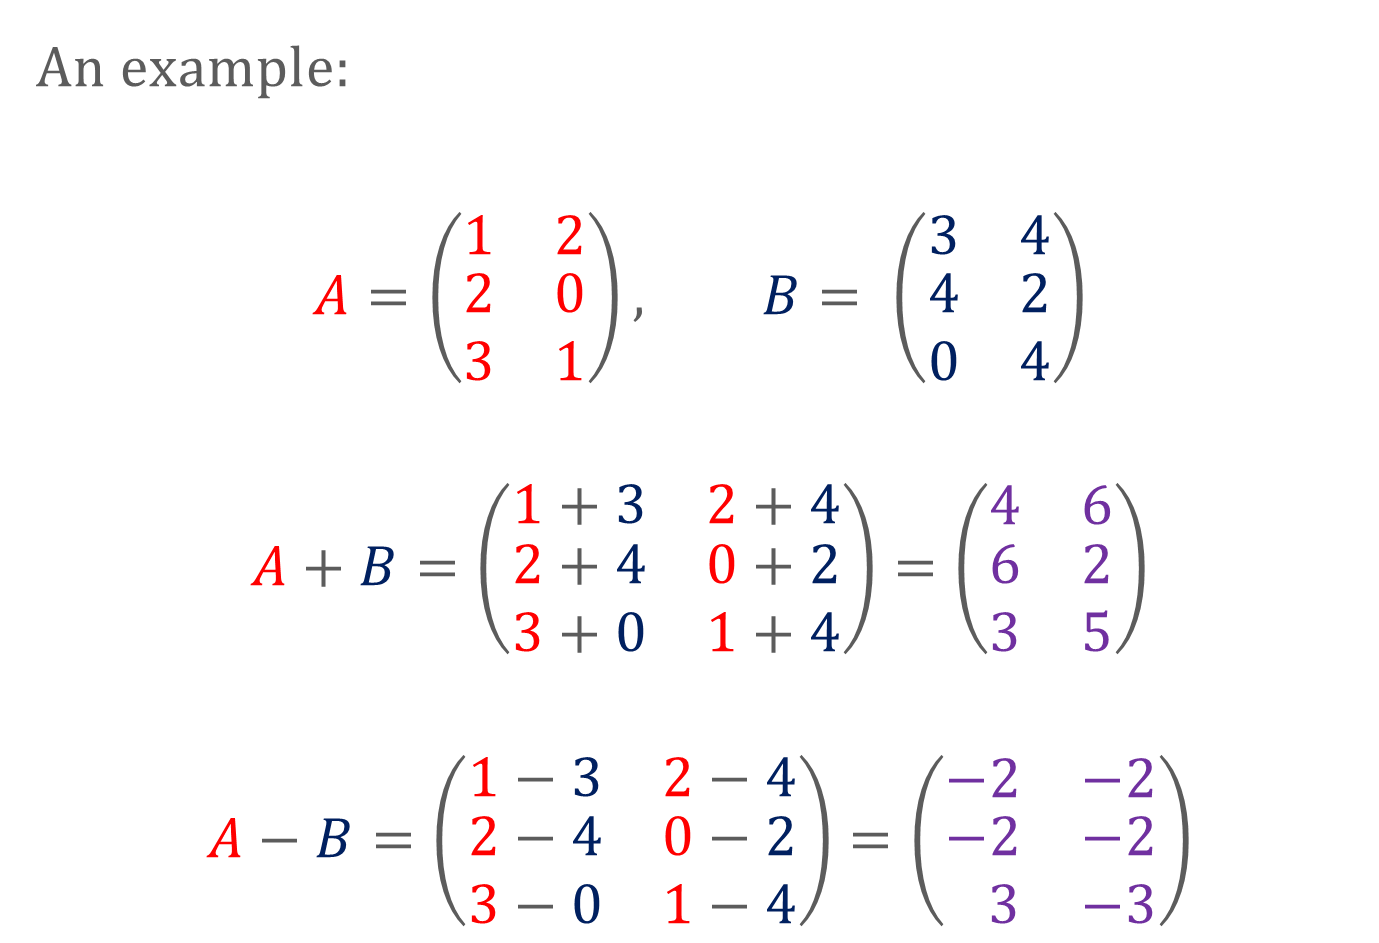 An example:
1 2 3 4
A = 2 0 , B = 4 2
3 1 0 4
1 + 3 2 + 4 4 6
A + B = 2 + 4 0 + 2 = 6 2
3 + 0 1 + 4 3 5
1 − 3 2 − 4 −2 −2
A − B = 2 − 4 0 − 2 = −2 −2
3 − 0 1 − 4 3 −3